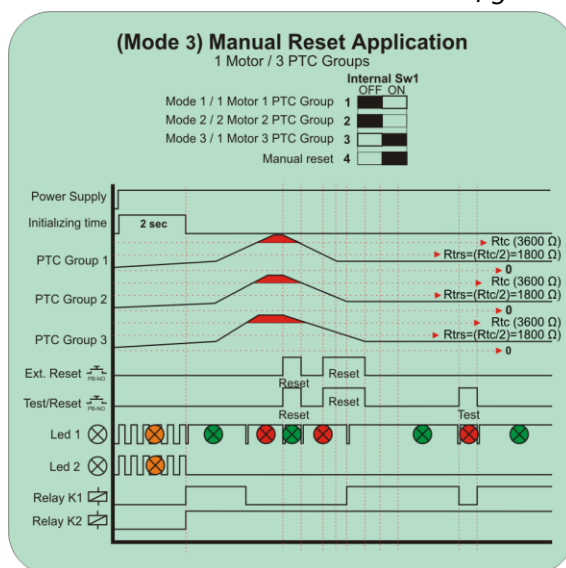 (Mode 3) Manual Reset Application
1 Motor / 3 PTC Groups
Internal Sw1
OFF ON
Mode 1 / 1 Motor 1 PTC Group 1
Mode 2 / 2 Motor 2 PTC Group 2
Mode 3 / 1 Motor 3 PTC Group 3
Manual reset 4
Power Supply
Initializing time 2 sec
Rtc (3600 Ω)
PTC Group 1 Rtrs=(Rtc/2)=1800 Ω)
0
Rtc (3600 Ω)
PTC Group 2 Rtrs=(Rtc/2)=1800 Ω)
0
Rtc (3600 Ω)
PTC Group 3 Rtrs=(Rtc/2)=1800 Ω)
0
Ext. Reset PB-NO Reset Reset
Test/Reset PB-NO Reset Reset Test
Led 1
Led 2
Relay K1
Relay K2